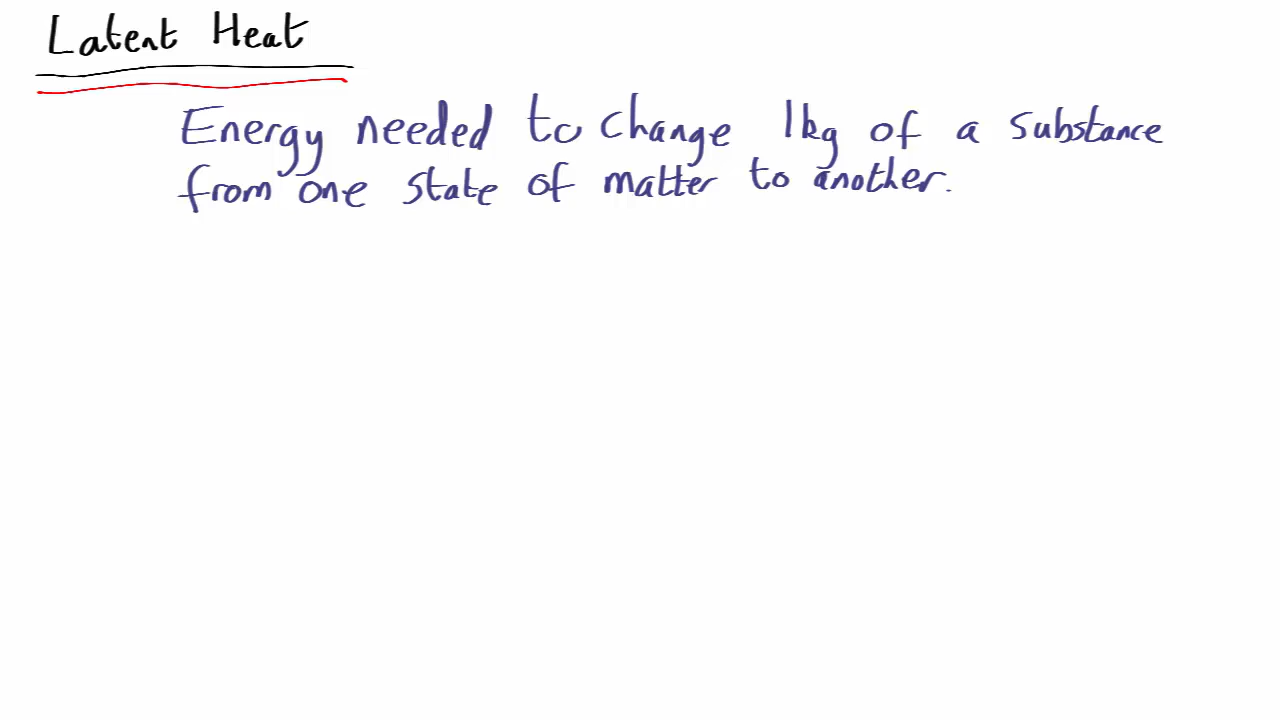 Latent Heat
Energy needed to change 1kg of a substance
from one state of matter to another.